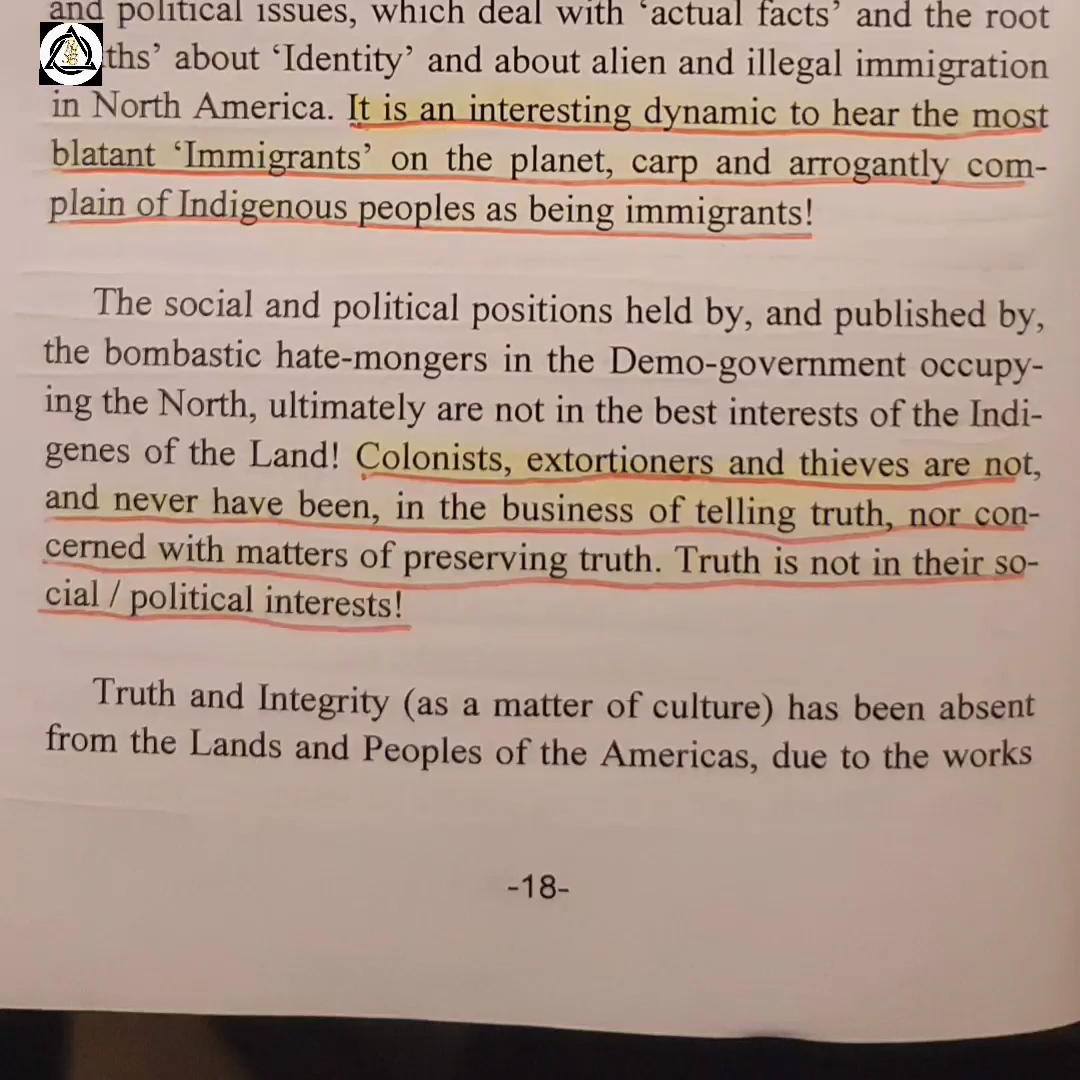 and political issues, which deal with ‘actual facts’ and the root
ths’ about ‘Identity’ and about alien and illegal immigration
in North America. It is an interesting dynamic to hear the most
blatant ‘Immigrants’ on the planet, carp and arrogantly com-
plain of Indigenous peoples as being immigrants!
The social and political positions held by, and published by,
the bombastic hate-mongers in the Demo-government occupy-
ing the North, ultimately are not in the best interests of the Indi-
genes of the Land! Colonists, extortioners and thieves are not,
and never have been, in the business of telling truth, nor con-
cerned with matters of preserving truth. Truth is not in their so-
cial / political interests!
Truth and Integrity (as a matter of culture) has been absent
from the Lands and Peoples of the Americas, due to the works
-18-